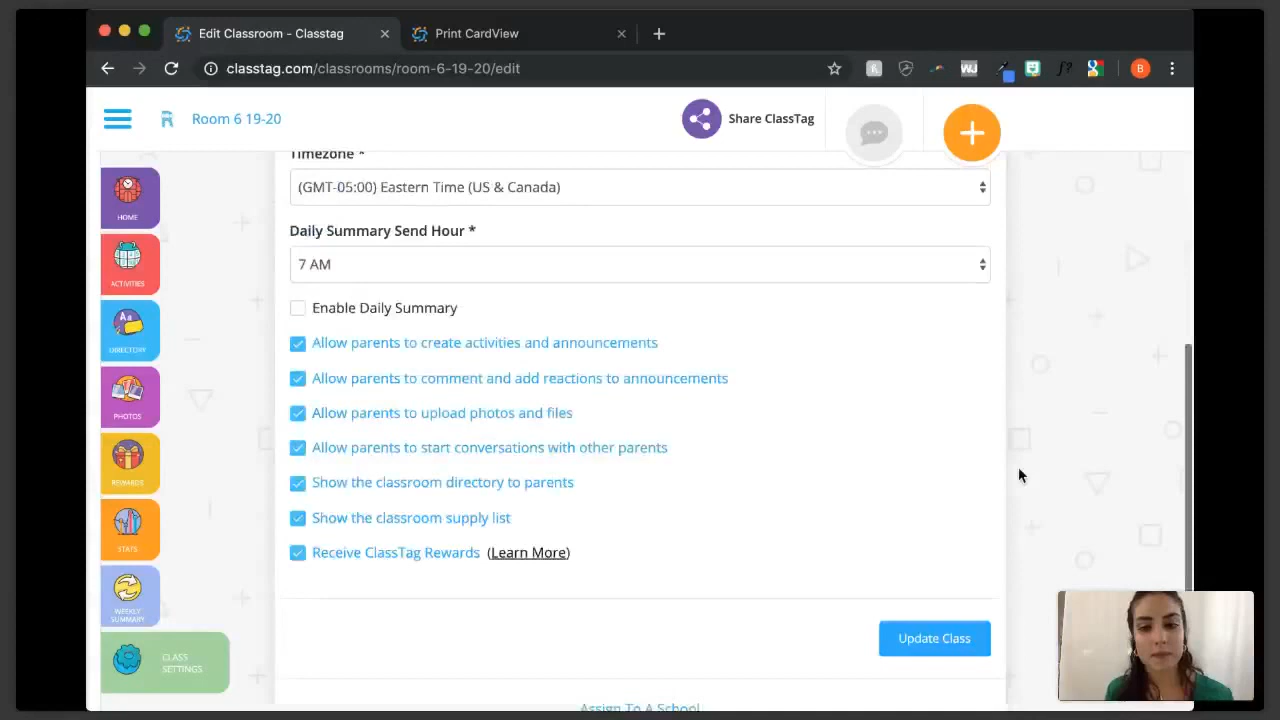 Edit Classroom - Classtag
Print CardView
classtag.com/classrooms/room-6-19-20/edit
B
Room 6 19-20
Share ClassTag
Timezone *
(GMT-05:00) Eastern Time (US & Canada)
Daily Summary Send Hour *
7 AM
Enable Daily Summary
Allow parents to create activities and announcements
Allow parents to comment and add reactions to announcements
Allow parents to upload photos and files
Allow parents to start conversations with other parents
Show the classroom directory to parents
Show the classroom supply list
Receive ClassTag Rewards (Learn More)
Update Class
Assign To A School
HOME
ACTIVITIES
DIRECTORY
PHOTOS
REWARDS
STATS
WEEKLY
SUMMARY
CLASS
SETTINGS